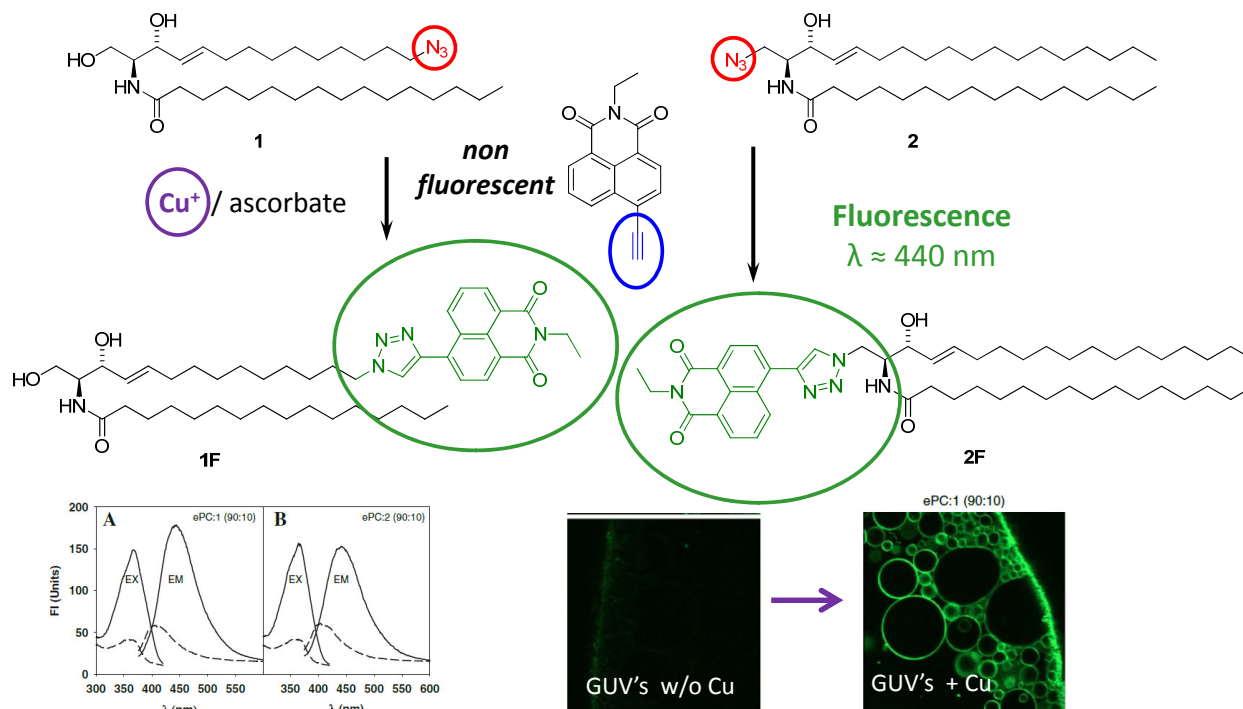 OH
HO
HN
O
N3
1
Cu+ / ascorbate
non
fluorescent
O N O
N3
OH
HN
O
2
Fluorescence
λ ≈ 440 nm
OH
HO
HN
O
N N
N
O
N
O
1F
O
N
O
N
N N
OH
HN
O
2F
A
ePC:1 (90:10)
B
ePC:2 (90:10)
FI (Units)
200
150
100
50
0
EX
EM
EX
EM
300 350 400 450 500 550
300 350 400 450 500 550 600
λ (nm)
λ (nm)
GUV's w/o Cu
ePC:1 (90:10)
GUV's + Cu